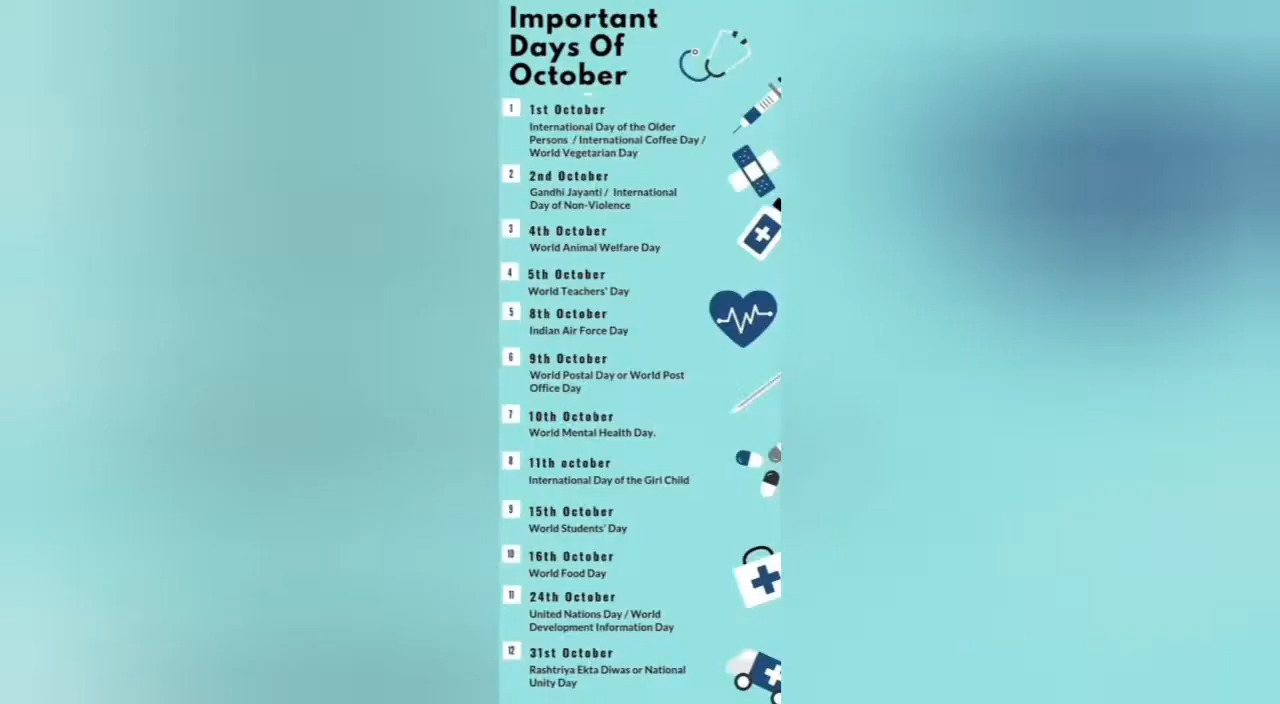 Important
Days Of
October
1
1st October
International Day of the Older
Persons / International Coffee Day /
World Vegetarian Day
2
2nd October
Gandhi Jayanti / International
Day of Non-Violence
3
4th October
World Animal Welfare Day
4
5th October
World Teachers' Day
5
8th October
Indian Air Force Day
6
9th October
World Postal Day or World Post
Office Day
7
10th October
World Mental Health Day.
8
11th october
International Day of the Girl Child
9
15th October
World Students' Day
10
16th October
World Food Day
11
24th October
United Nations Day / World
Development Information Day
12
31st October
Rashtriya Ekta Diwas or National
Unity Day